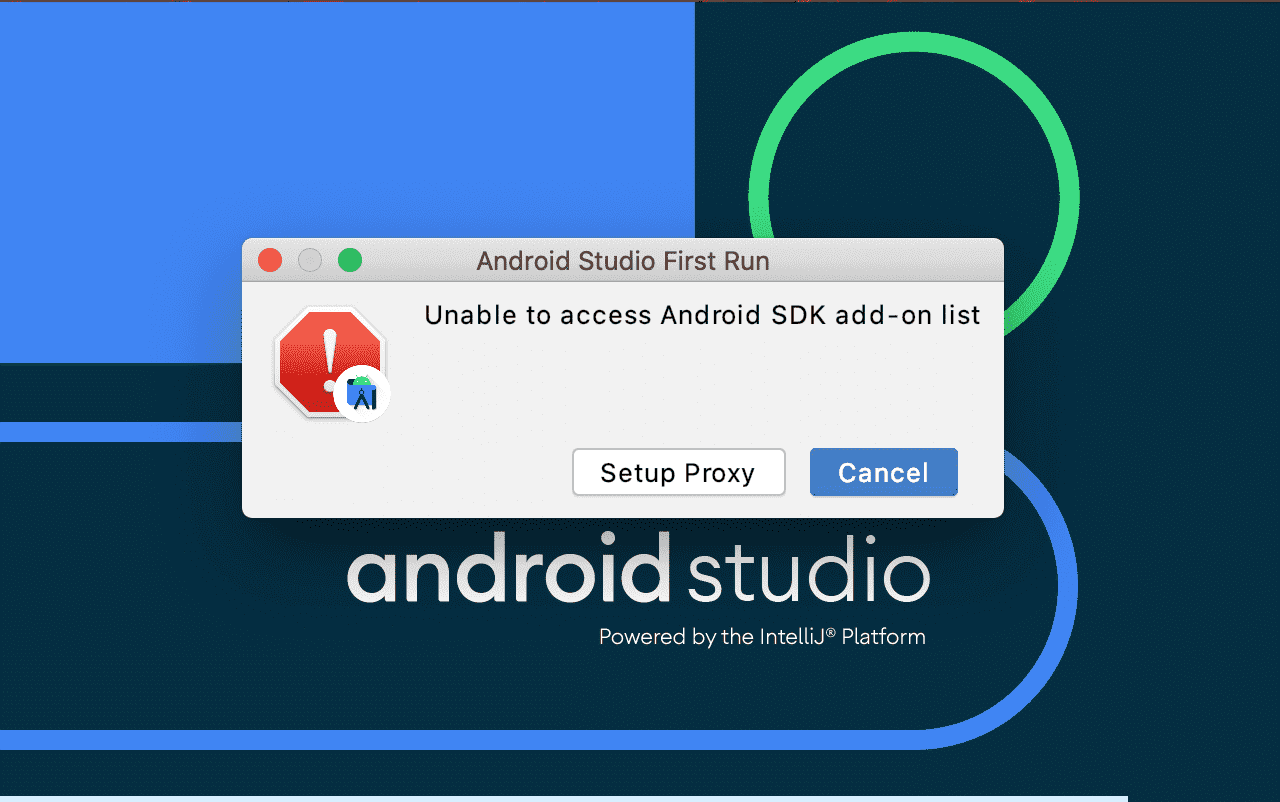 Android Studio First Run
Unable to access Android SDK add-on list
Setup Proxy Cancel
android studio
Powered by the IntelliJ® Platform